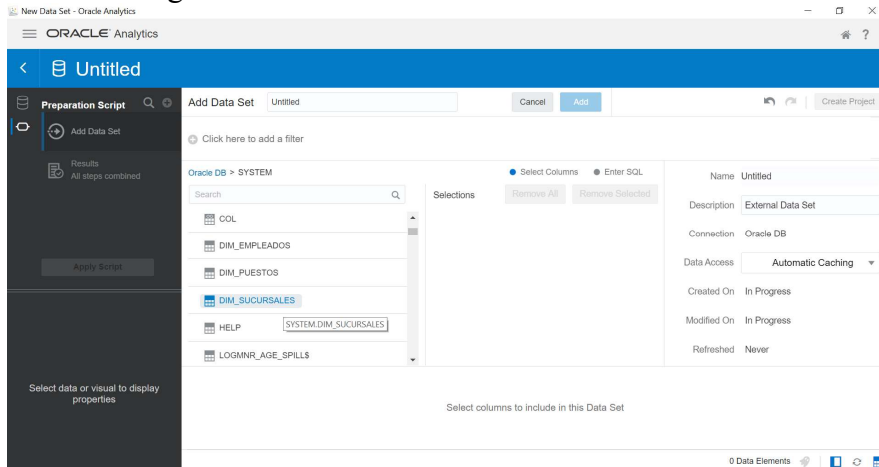 New Data Set - Oracle Analytics
ORACLE Analytics
?
Untitled
Preparation Script
Add Data Set
Untitled
Cancel
Add
Create Project
Add Data Set
Click here to add a filter
Results
All steps combined
Oracle DB > SYSTEM
Select Columns
Enter SQL
Name
Untitled
Search
Selections
Remove All
Remove Selected
Description
External Data Set
COL
Connection
Oracle DB
DIM_EMPLEADOS
Apply Script
DIM_PUESTOS
Data Access
Automatic Caching
DIM_SUCURSALES
Created On
In Progress
HELP
SYSTEM.DIM_SUCURSALES
Modified On
In Progress
LOGMNR_AGE_SPILL$
Refreshed
Never
Select data or visual to display
properties
Select columns to include in this Data Set
0 Data Elements